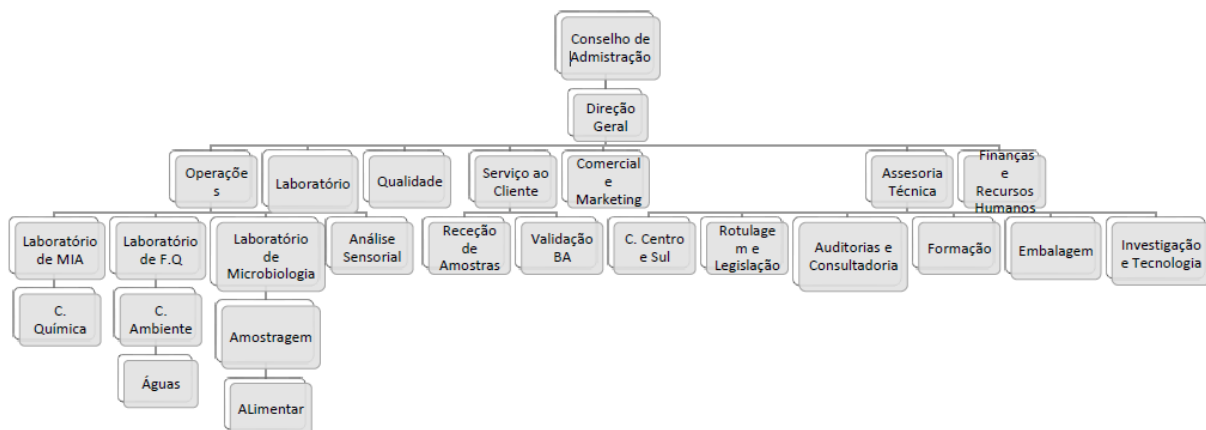 Conselho de
Admistração
Direção
Geral
Operaçõe
s
Laboratório
Qualidade
Serviço ao
Cliente
Comercial
e
Marketing
Assesoria
Técnica
Finanças
e
Recursos
Humanos
Laboratório
de MIA
Laboratório
de F.Q
Laboratório
de
Microbiologia
Análise
Sensorial
Receção
de
Amostras
Validação
BA
C. Centro
e Sul
Rotulage
m e
Legislação
Auditorias e
Consultadoria
Formação
Embalagem
Investigação
e Tecnologia
C.
Química
C.
Ambiente
Amostragem
Águas
ALimentar